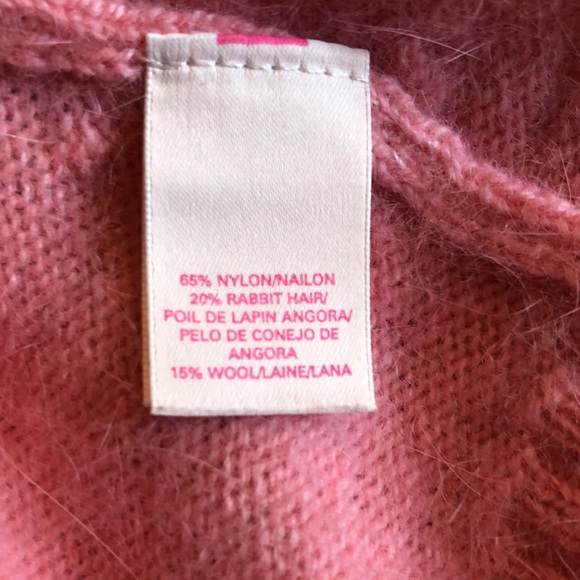 65% NYLON/NAILON
20% RABBIT HAIR/
POIL DE LAPIN ANGORA/
PELO DE CONEJO DE
ANGORA
15% WOOL/LAINE/LANA